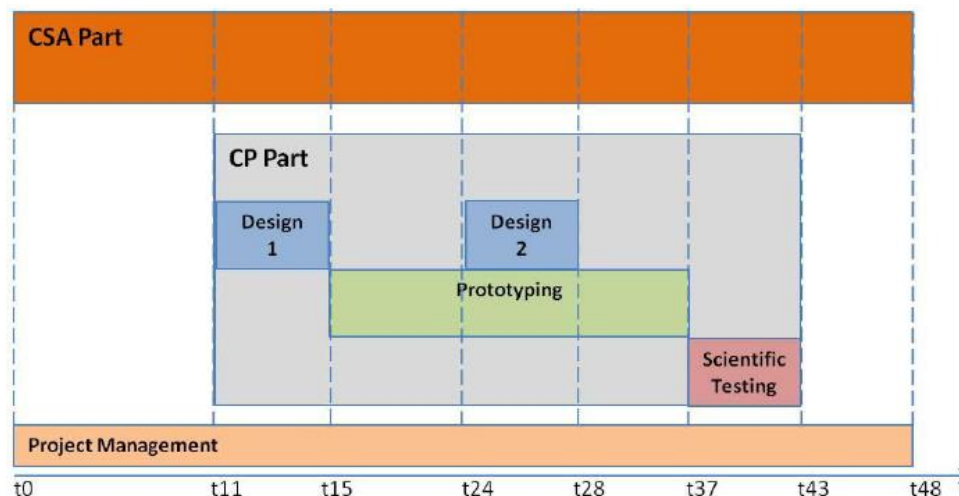 CSA Part
CP Part
Design
1
Design
2
Prototyping
Scientific
Testing
Project Management
t0 t11 t15 t24 t28 t37 t43 t48